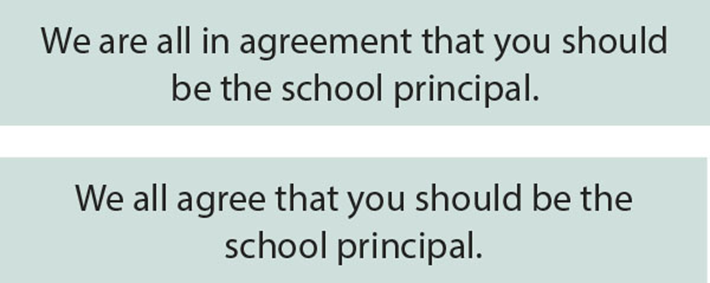 We are all in agreement that you should
be the school principal.
We all agree that you should be the
school principal.